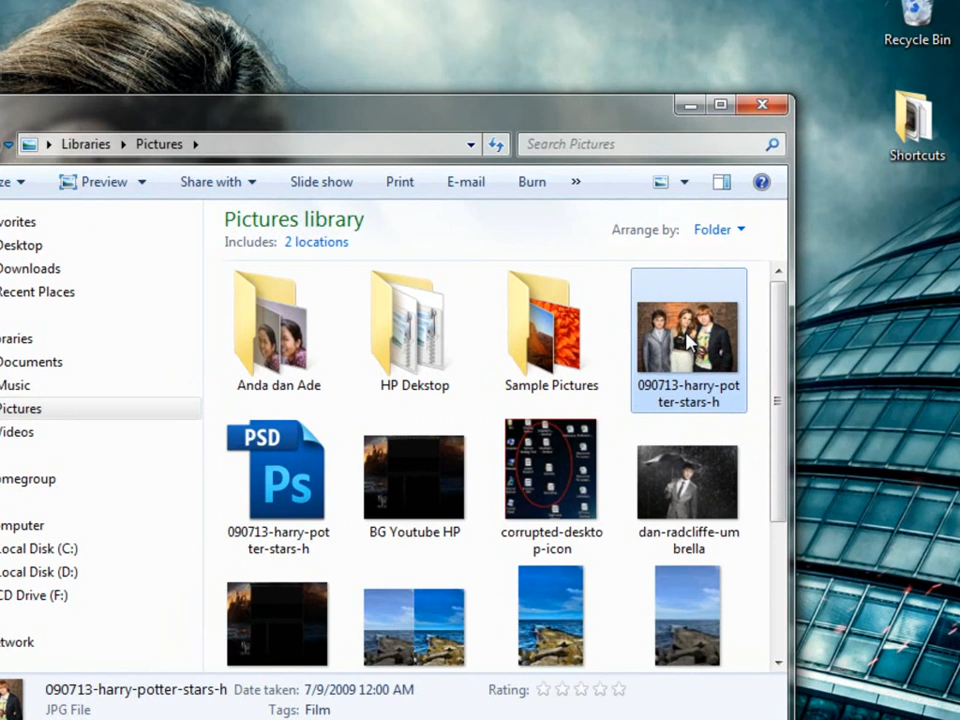 Recycle Bin
Shortcuts
Libraries
Pictures
Search Pictures
ze
Preview
Share with
Slide show
Print
E-mail
Burn
»
Pictures library
Includes: 2 locations
Arrange by: Folder
vorites
Desktop
Downloads
Recent Places
raries
Documents
Music
Pictures
Videos
megroup
mputer
Local Disk (C:)
Local Disk (D:)
CD Drive (F:)
twork
Anda dan Ade
HP Dekstop
Sample Pictures
090713-harry-pot
ter-stars-h
PSD
Ps
090713-harry-pot
ter-stars-h
BG Youtube HP
corrupted-deskto
p-icon
dan-radcliffe-um
brella
090713-harry-potter-stars-h Date taken: 7/9/2009 12:00 AM Rating:
JPG File Tags: Film